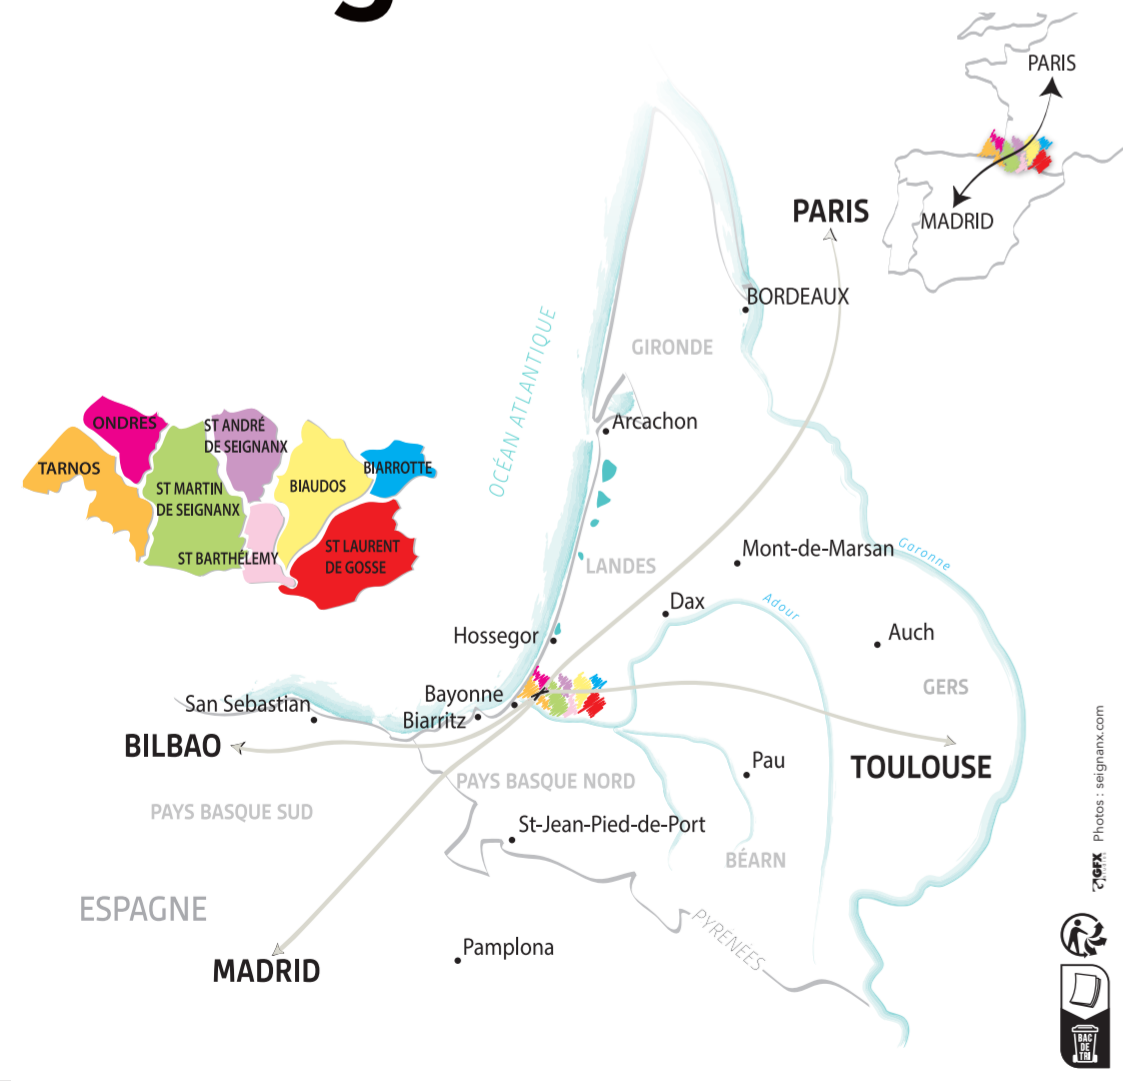 g
PARIS
MADRID
PARIS
BORDEAUX
GIRONDE
OCÉAN ATLANTIQUE
Arcachon
ONDRES
ST ANDRÉ
DE SEIGNANX
TARNOS
BIARROTTE
ST MARTIN
DE SEIGNANX
BIAUDOS
ST BARTHÉLEMY
ST LAURENT
DE GOSSE
Mont-de-Marsan
Garonne
LANDES
Dax
Adour
Auch
Hossegor
GERS
San Sebastian
Bayonne
Biarritz
BILBAO
TOULOUSE
Pau
PAYS BASQUE NORD
PAYS BASQUE SUD
St-Jean-Pied-de-Port
BÉARN
ESPAGNE
PYRENÉES
Pamplona
MADRID
GFX
Photos : seignanx.com
BAC
DE
TRI